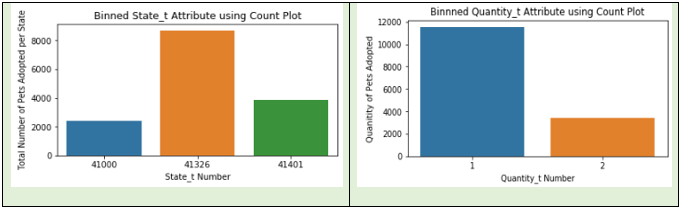 Binned State_t Attribute using Count Plot
Total Number of Pets Adopted per State
8000
6000
4000
2000
0
41000 41326 41401
State_t Number
Binnned Quantity_t Attribute using Count Plot
Quanitity of Pets Adopted
12000
10000
8000
6000
4000
2000
0
1 2
Quantity_t Number